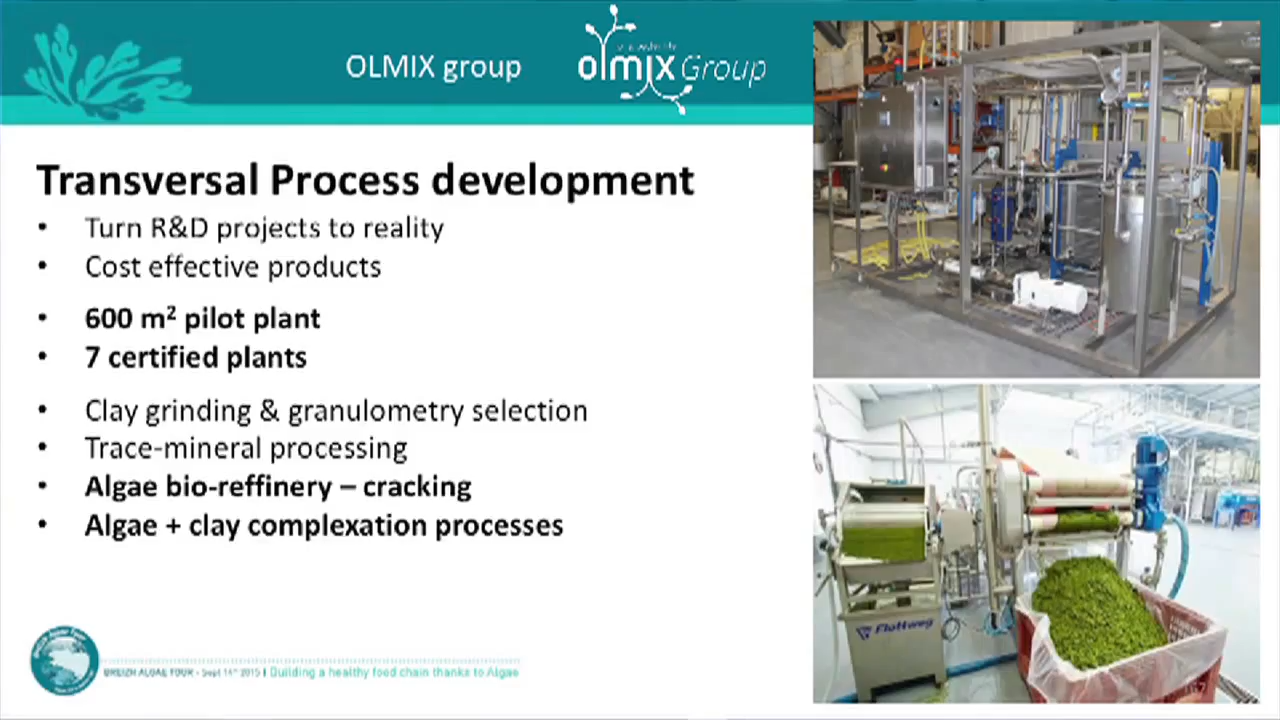 OLMIX group
olmix Group
Transversal Process development
• Turn R&D projects to reality
• Cost effective products
• 600 m² pilot plant
• 7 certified plants
• Clay grinding & granulometry selection
• Trace-mineral processing
• Algae bio-reffinery – cracking
• Algae + clay complexation processes
Flottweg
BREIZH ALGAE TOUR - Sept 16th 2015 | Building a healthy food chain thanks to Algae